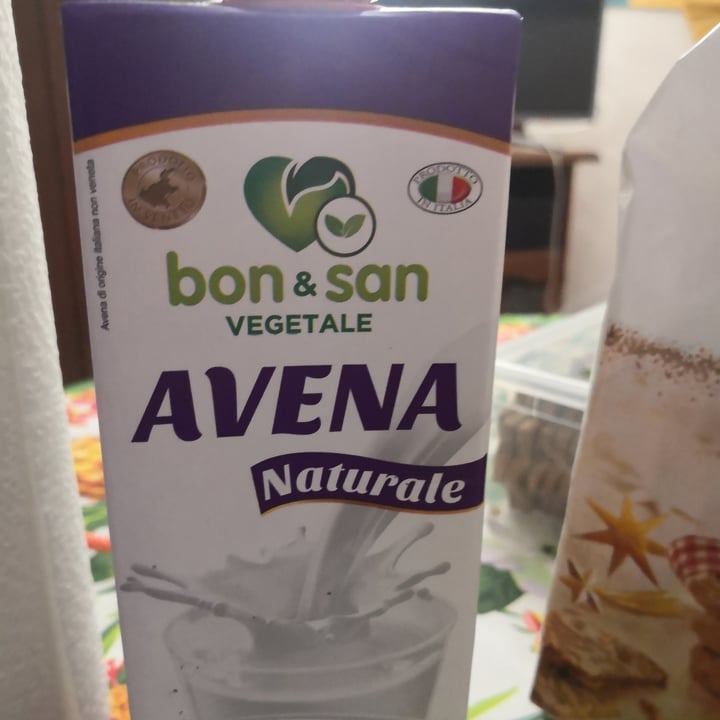 PRODOTTO
IN VENETO
PRODOTTO
IN ITALIA
Avena di origine italiana non veneta
bon & san
VEGETALE
AVENA
Naturale